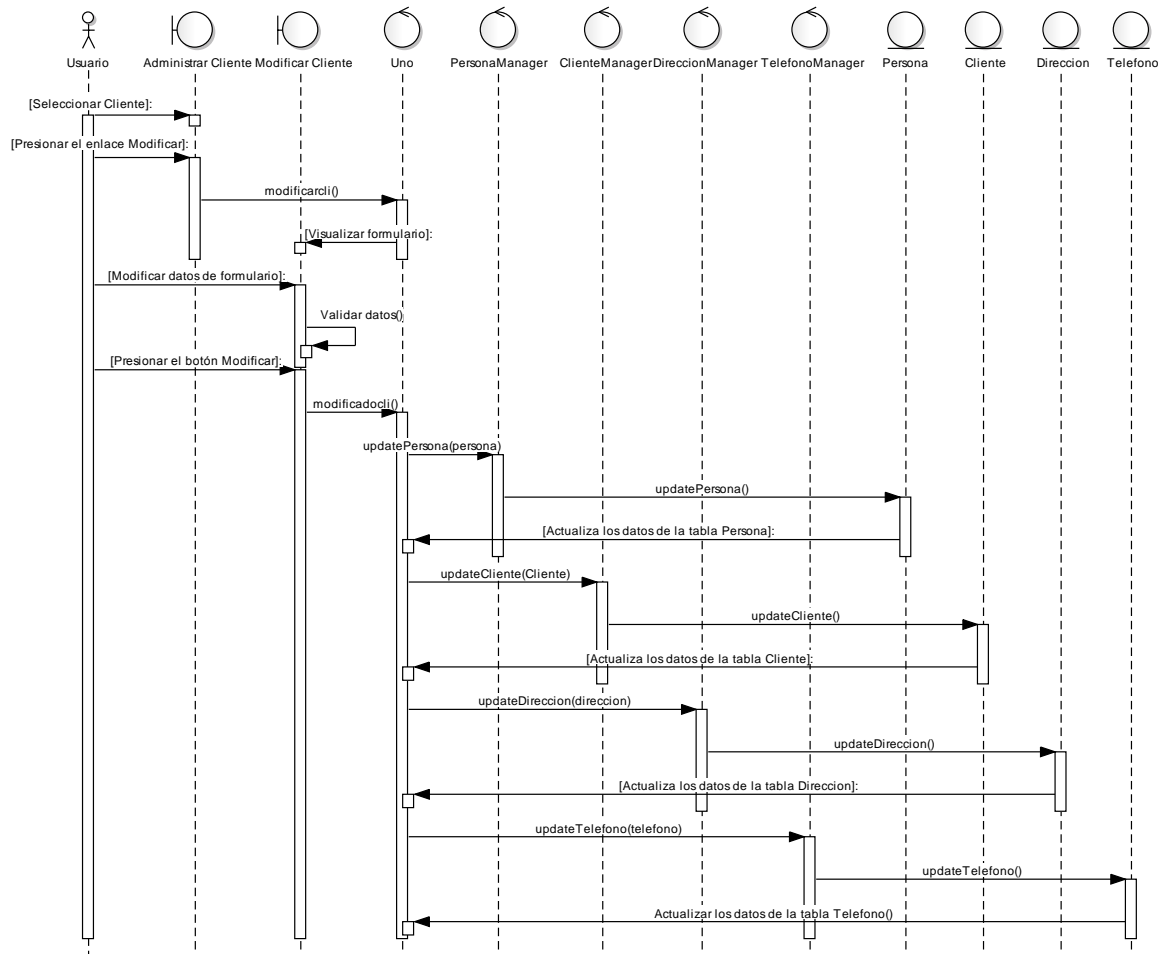 Usuario
Administrar Cliente
Modificar Cliente
Uno
PersonaManager
ClienteManager
DireccionManager
TelefonoManager
Persona
Cliente
Direccion
Telefono
[Seleccionar Cliente]:
[Presionar el enlace Modificar]:
modificarcli()
[Visualizar formulario]:
[Modificar datos de formulario]:
Validar datos()
[Presionar el botón Modificar]:
modificadocli()
updatePersona(persona)
updatePersona()
[Actualiza los datos de la tabla Persona]:
updateCliente(Cliente)
updateCliente()
[Actualiza los datos de la tabla Cliente]:
updateDireccion(direccion)
updateDireccion()
[Actualiza los datos de la tabla Direccion]:
updateTelefono(telefono)
updateTelefono()
Actualizar los datos de la tabla Telefono()